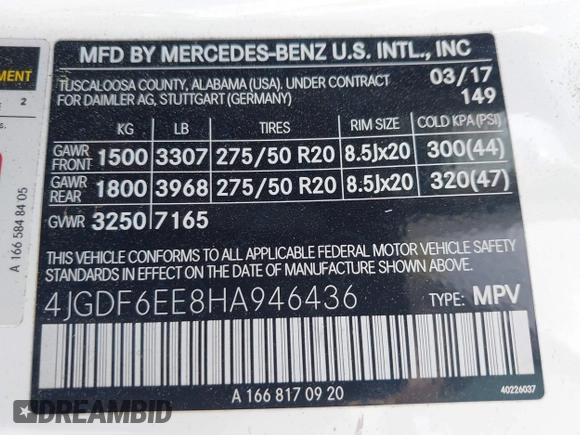 MFD BY MERCEDES-BENZ U.S. INTL., INC
TUSCALOOSA COUNTY, ALABAMA (USA). UNDER CONTRACT
FOR DAIMLER AG, STUTTGART (GERMANY)
03/17
149
KG LB TIRES RIM SIZE COLD KPA (PSI)
GAWR FRONT 1500 3307 275/50 R20 8.5Jx20 300(44)
GAWR REAR 1800 3968 275/50 R20 8.5Jx20 320(47)
GVWR 3250 7165
THIS VEHICLE CONFORMS TO ALL APPLICABLE FEDERAL MOTOR VEHICLE SAFETY
STANDARDS IN EFFECT ON THE DATE OF MANUFACTURE SHOWN ABOVE.
4JGDF6EE8HA946436 TYPE: MPV
A 166 817 09 20
40226037
2
s.
A 166 584 84 05
DREAMBID